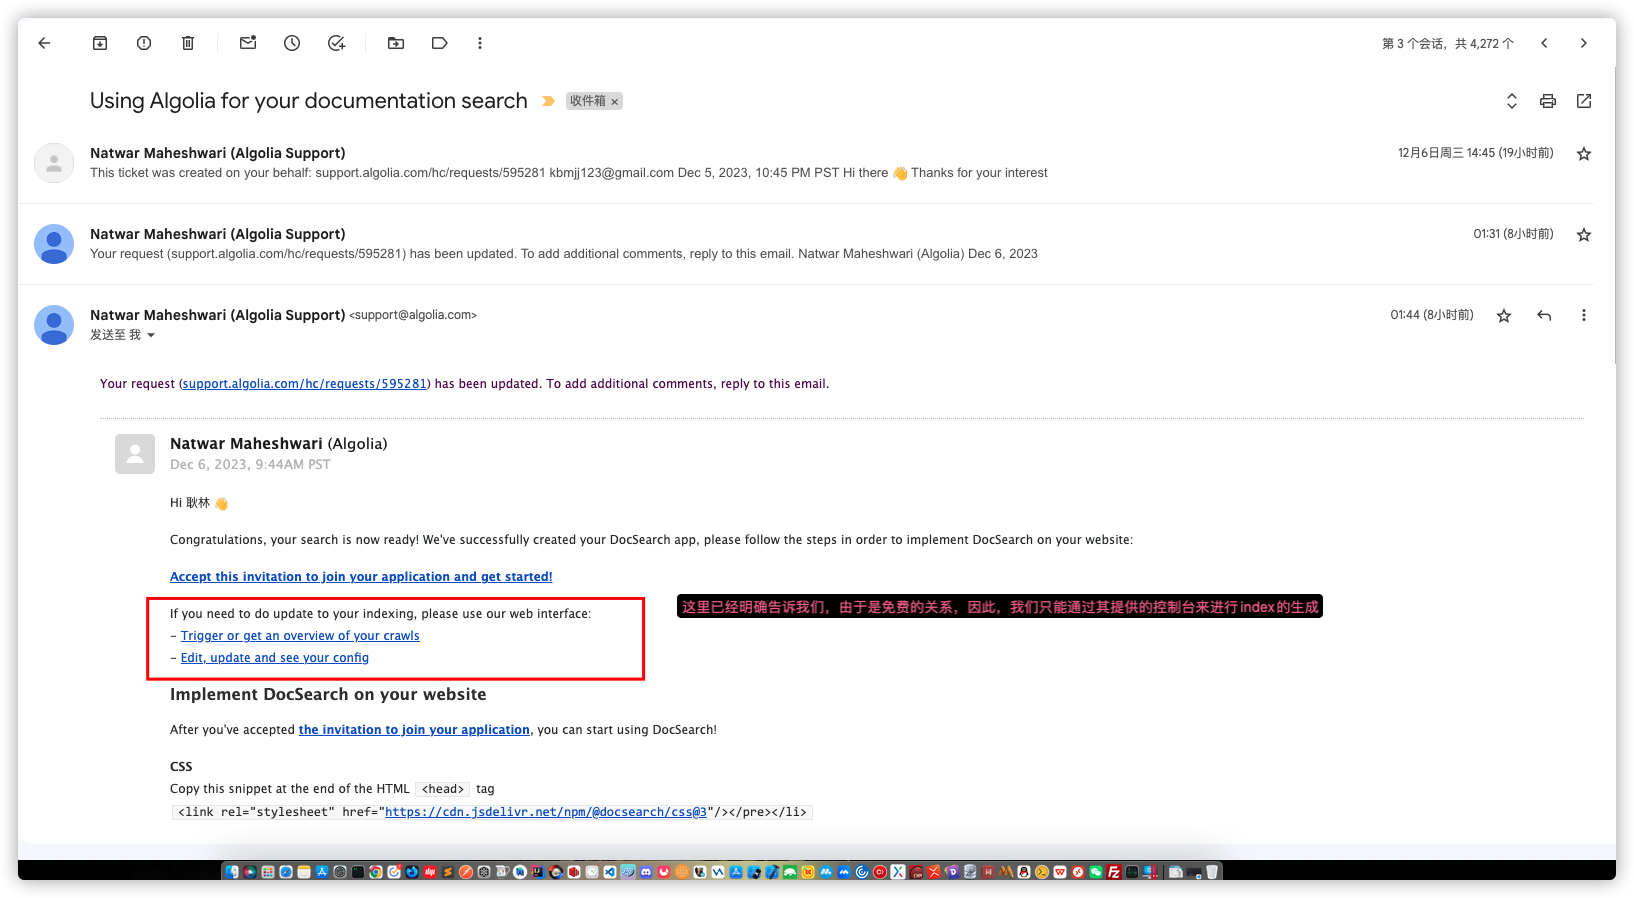 第 3 个会话，共 4,272 个
Using Algolia for your documentation search
收件箱 ×
Natwar Maheshwari (Algolia Support)
12月6日周三 14:45 (19小时前)
This ticket was created on your behalf: support.algolia.com/hc/requests/595281 kbmjj123@gmail.com Dec 5, 2023, 10:45 PM PST Hi there 👋 Thanks for your interest
Natwar Maheshwari (Algolia Support)
01:31 (8小时前)
Your request (support.algolia.com/hc/requests/595281) has been updated. To add additional comments, reply to this email. Natwar Maheshwari (Algolia) Dec 6, 2023
Natwar Maheshwari (Algolia Support) <support@algolia.com>
01:44 (8小时前)
发送至 我
Your request (support.algolia.com/hc/requests/595281) has been updated. To add additional comments, reply to this email.
Natwar Maheshwari (Algolia)
Dec 6, 2023, 9:44AM PST
Hi 耿林 👋
Congratulations, your search is now ready! We've successfully created your DocSearch app, please follow the steps in order to implement DocSearch on your website:
Accept this invitation to join your application and get started!
If you need to do update to your indexing, please use our web interface:
这里已经明确告诉我们，由于是免费的关系，因此，我们只能通过其提供的控制台来进行index的生成
- Trigger or get an overview of your crawls
- Edit, update and see your config
Implement DocSearch on your website
After you've accepted the invitation to join your application, you can start using DocSearch!
CSS
Copy this snippet at the end of the HTML <head> tag
<link rel="stylesheet" href="https://cdn.jsdelivr.net/npm/@docsearch/css@3"/></pre></li>